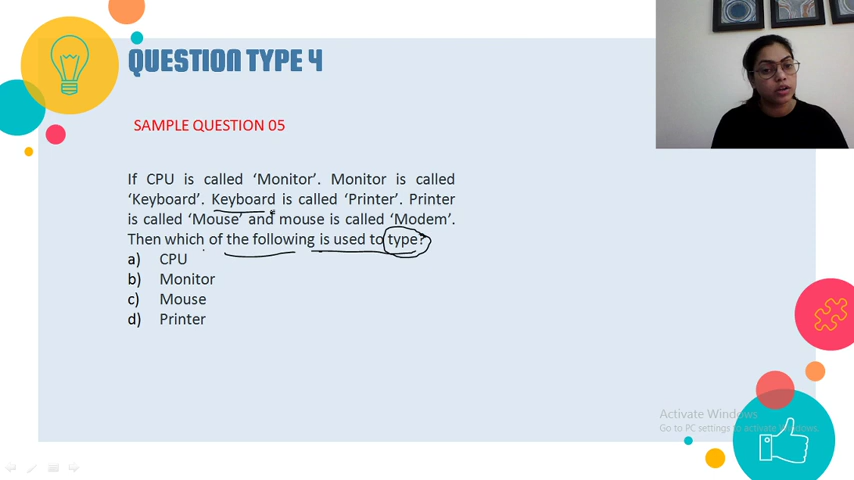 QUESTION TYPE 4
SAMPLE QUESTION 05
If CPU is called ‘Monitor’. Monitor is called
‘Keyboard’. Keyboard is called ‘Printer’. Printer
is called ‘Mouse’ and mouse is called ‘Modem’.
Then which of the following is used to type?
a) CPU
b) Monitor
c) Mouse
d) Printer
Activate Windows
Go to PC settings to activate Windows.